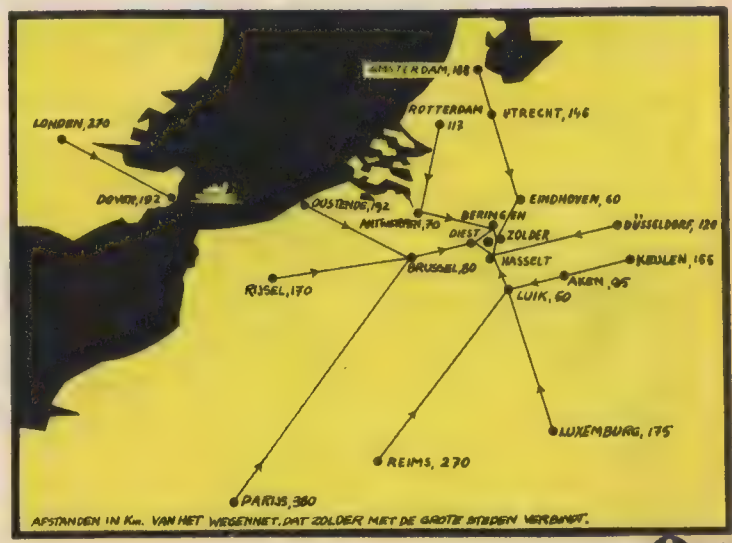 AMSTERDAM, 188
ROTTERDAM
113
UTRECHT, 146
LONDEN, 270
DOVER, 192
OOSTENDE, 192
EINDHOVEN, 60
ANTWERPEN, 70
BERINGEN
DÜSSELDORF, 120
DIEST
ZOLDER
HASSELT
BRUSSEL, 80
KEULEN, 155
AKEN, 95
RIJSEL, 170
LUIK, 50
LUXEMBURG, 175
REIMS, 270
PARIJS, 380
AFSTANDEN IN Km. VAN HET WEGENNET, DAT ZOLDER MET DE GROTE STEDEN VERBINDT.